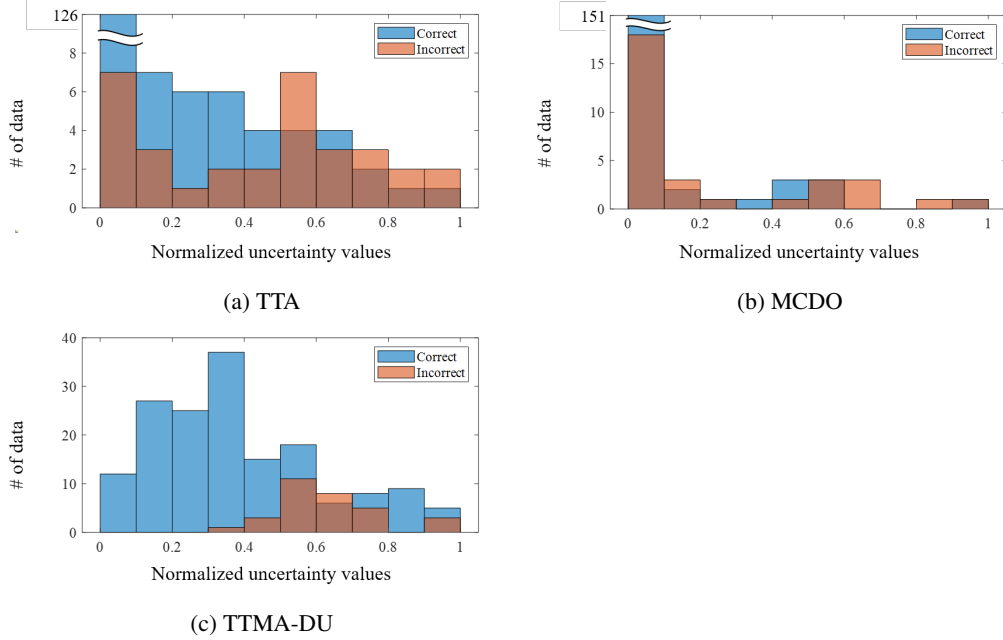 126
8
6
4
2
0
# of data
Correct
Incorrect
0 0.2 0.4 0.6 0.8 1
Normalized uncertainty values
(a) TTA
151
15
10
5
0
# of data
Correct
Incorrect
0 0.2 0.4 0.6 0.8 1
Normalized uncertainty values
(b) MCDO
40
30
20
10
0
# of data
Correct
Incorrect
0 0.2 0.4 0.6 0.8 1
Normalized uncertainty values
(c) TTMA-DU